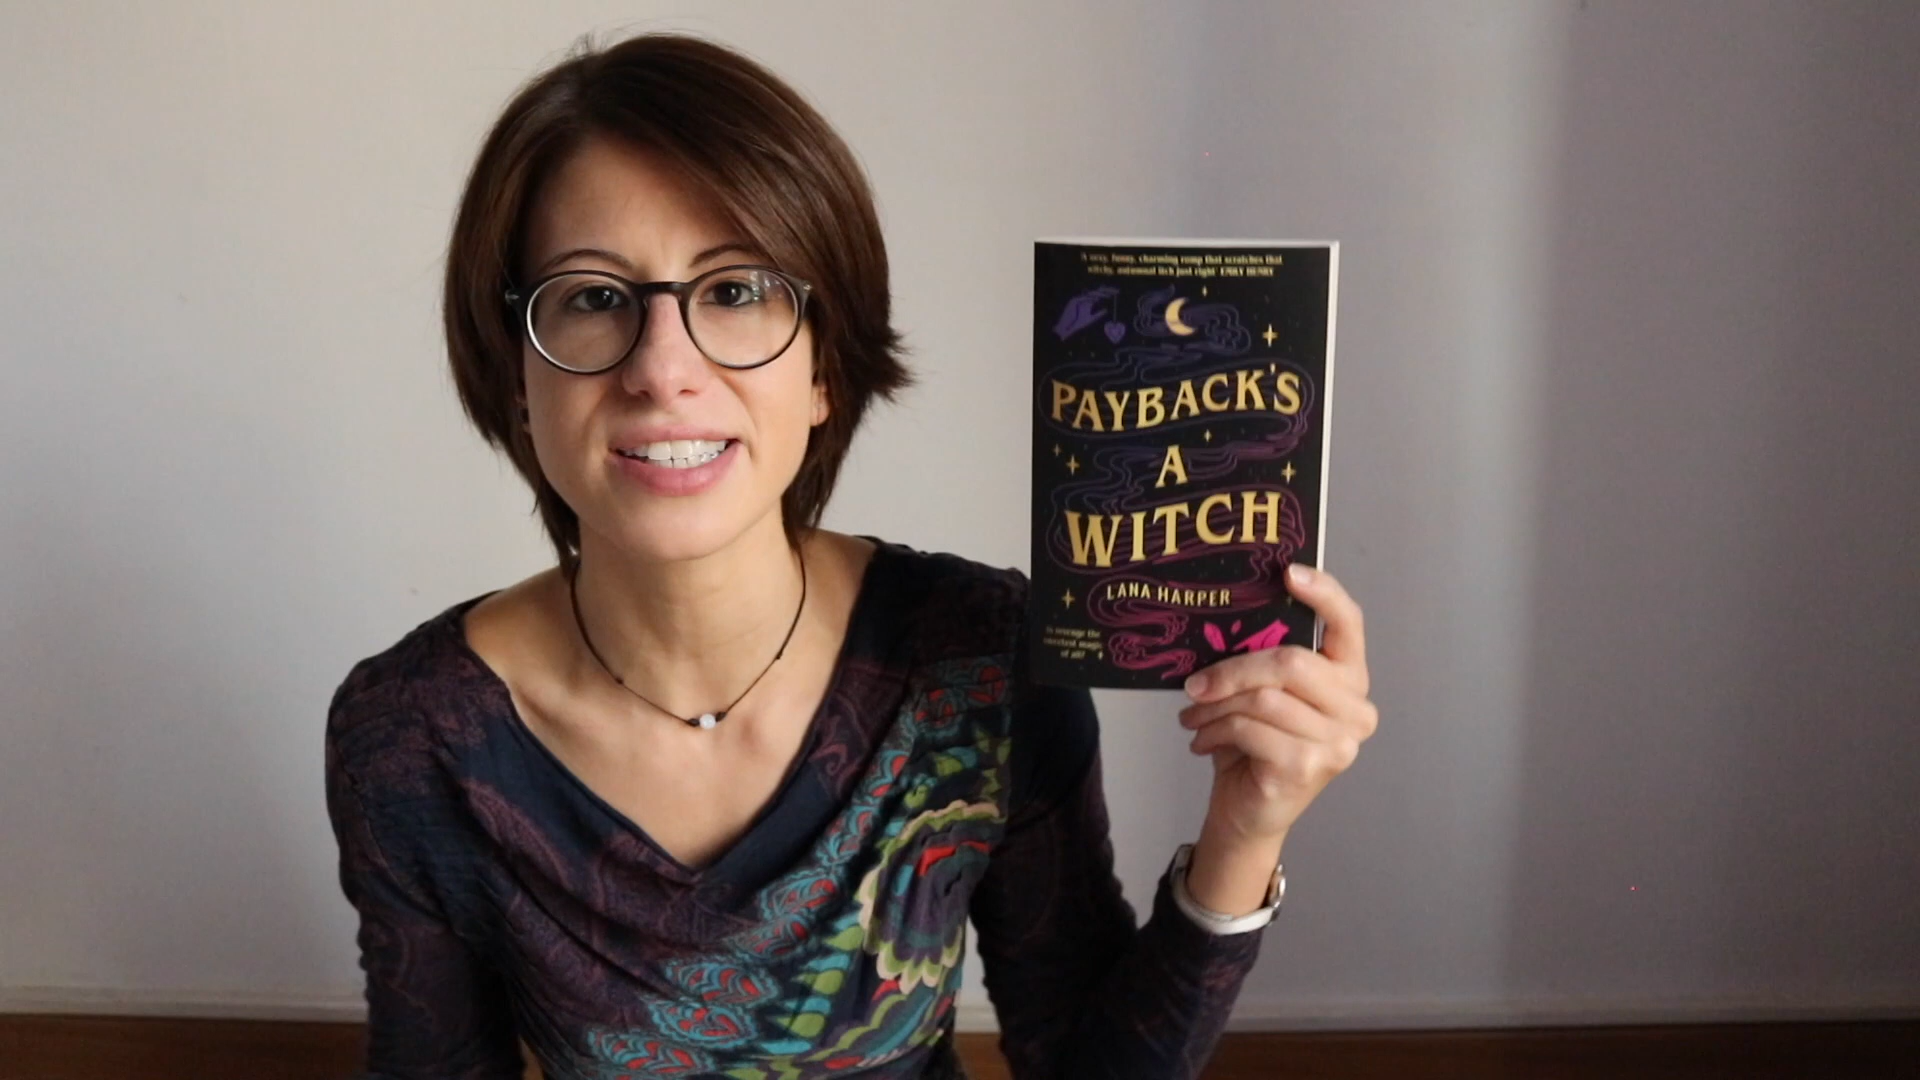 'A sexy, funny, charming romp that scratches that
witchy, autumnal itch just right' EMILY HENRY
PAYBACK'S
A
WITCH
LANA HARPER
Is revenge the
sweetest magic
of all?